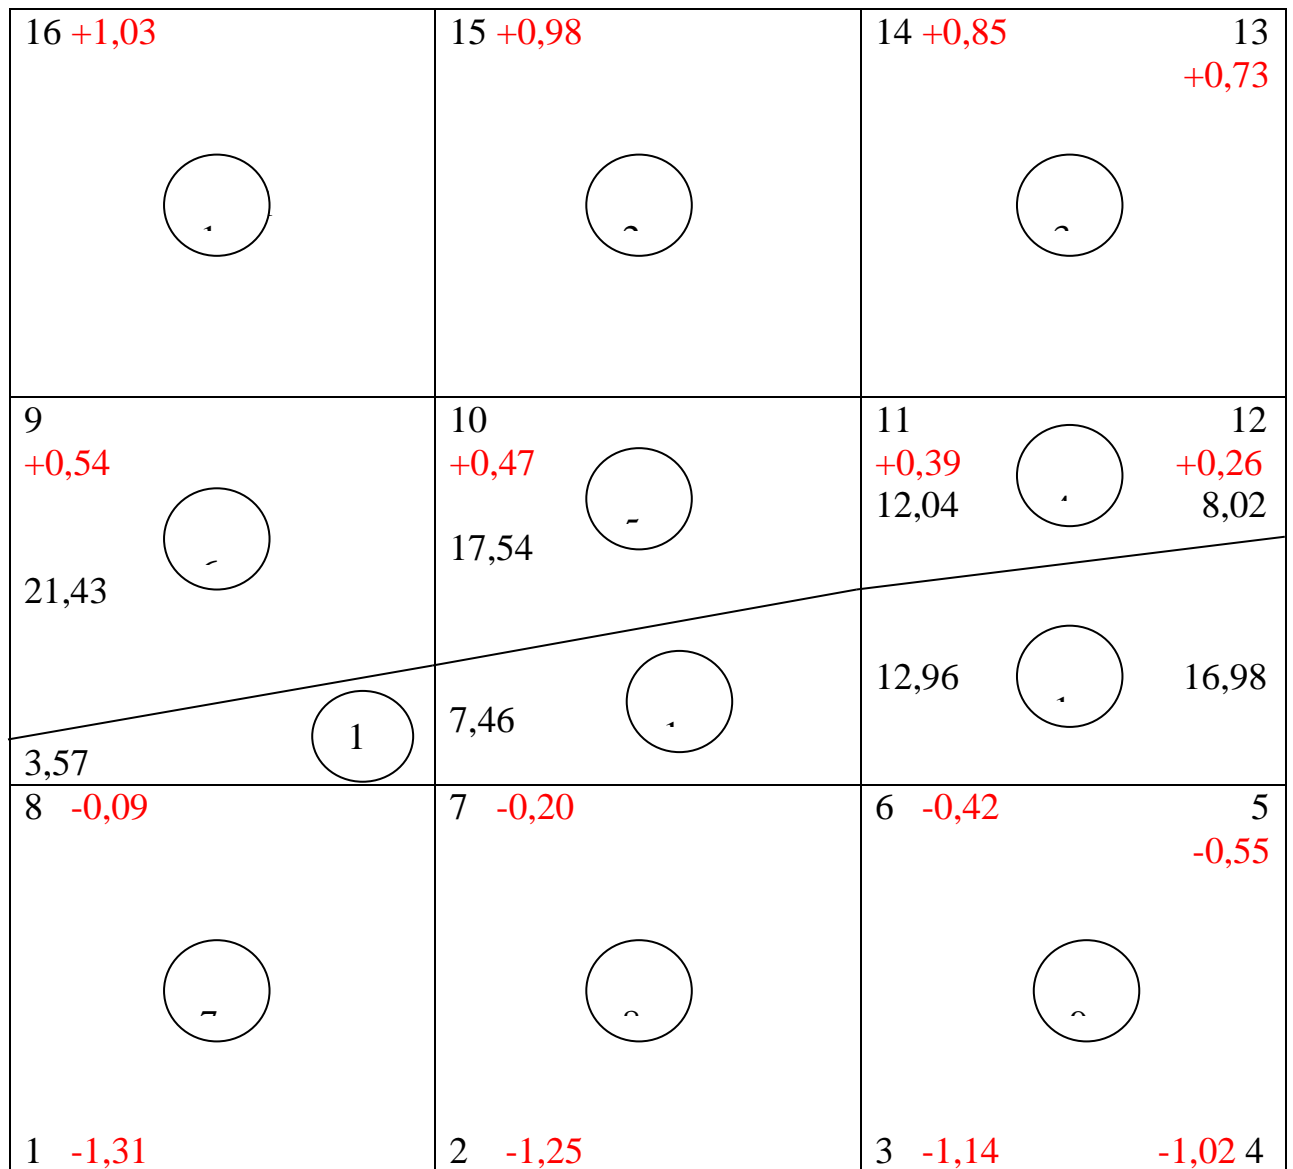 16 +1,03 15 +0,98 14 +0,85 13
+0,73
9 10 11 12
+0,54 +0,47 +0,39 +0,26
12,04 8,02
17,54
21,43
12,96 16,98
7,46
1
3,57
8 -0,09 7 -0,20 6 -0,42 5
-0,55
1 -1,31 2 -1,25 3 -1,14 -1,02 4